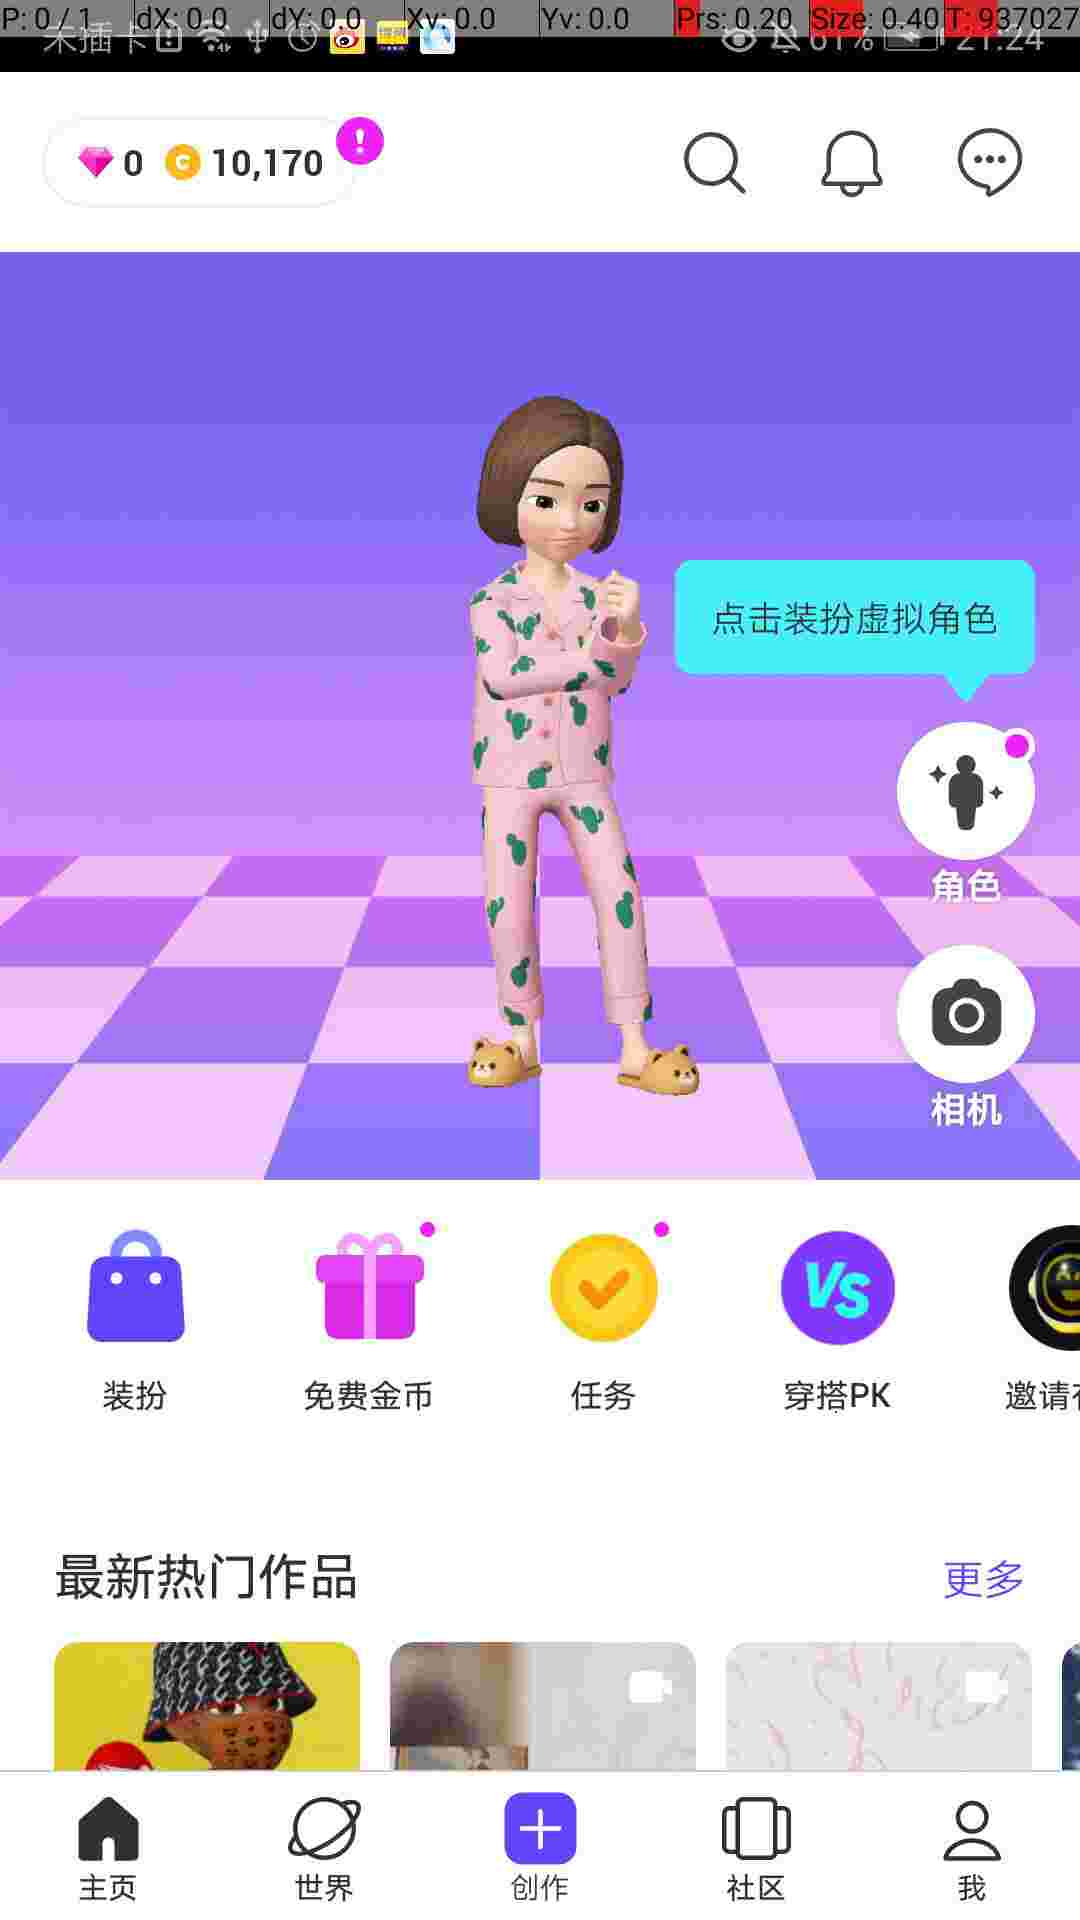 P: 0 / 1 dX: 0.0 dY: 0.0 Xv: 0.0 Yv: 0.0 Prs: 0.20 Size: 0.40 T: 937027
未插卡 61% 21:24
0 C 10,170 !
点击装扮虚拟角色
角色
相机
VS
装扮 免费金币 任务 穿搭PK 邀请
最新热门作品 更多
主页 世界 创作 社区 我